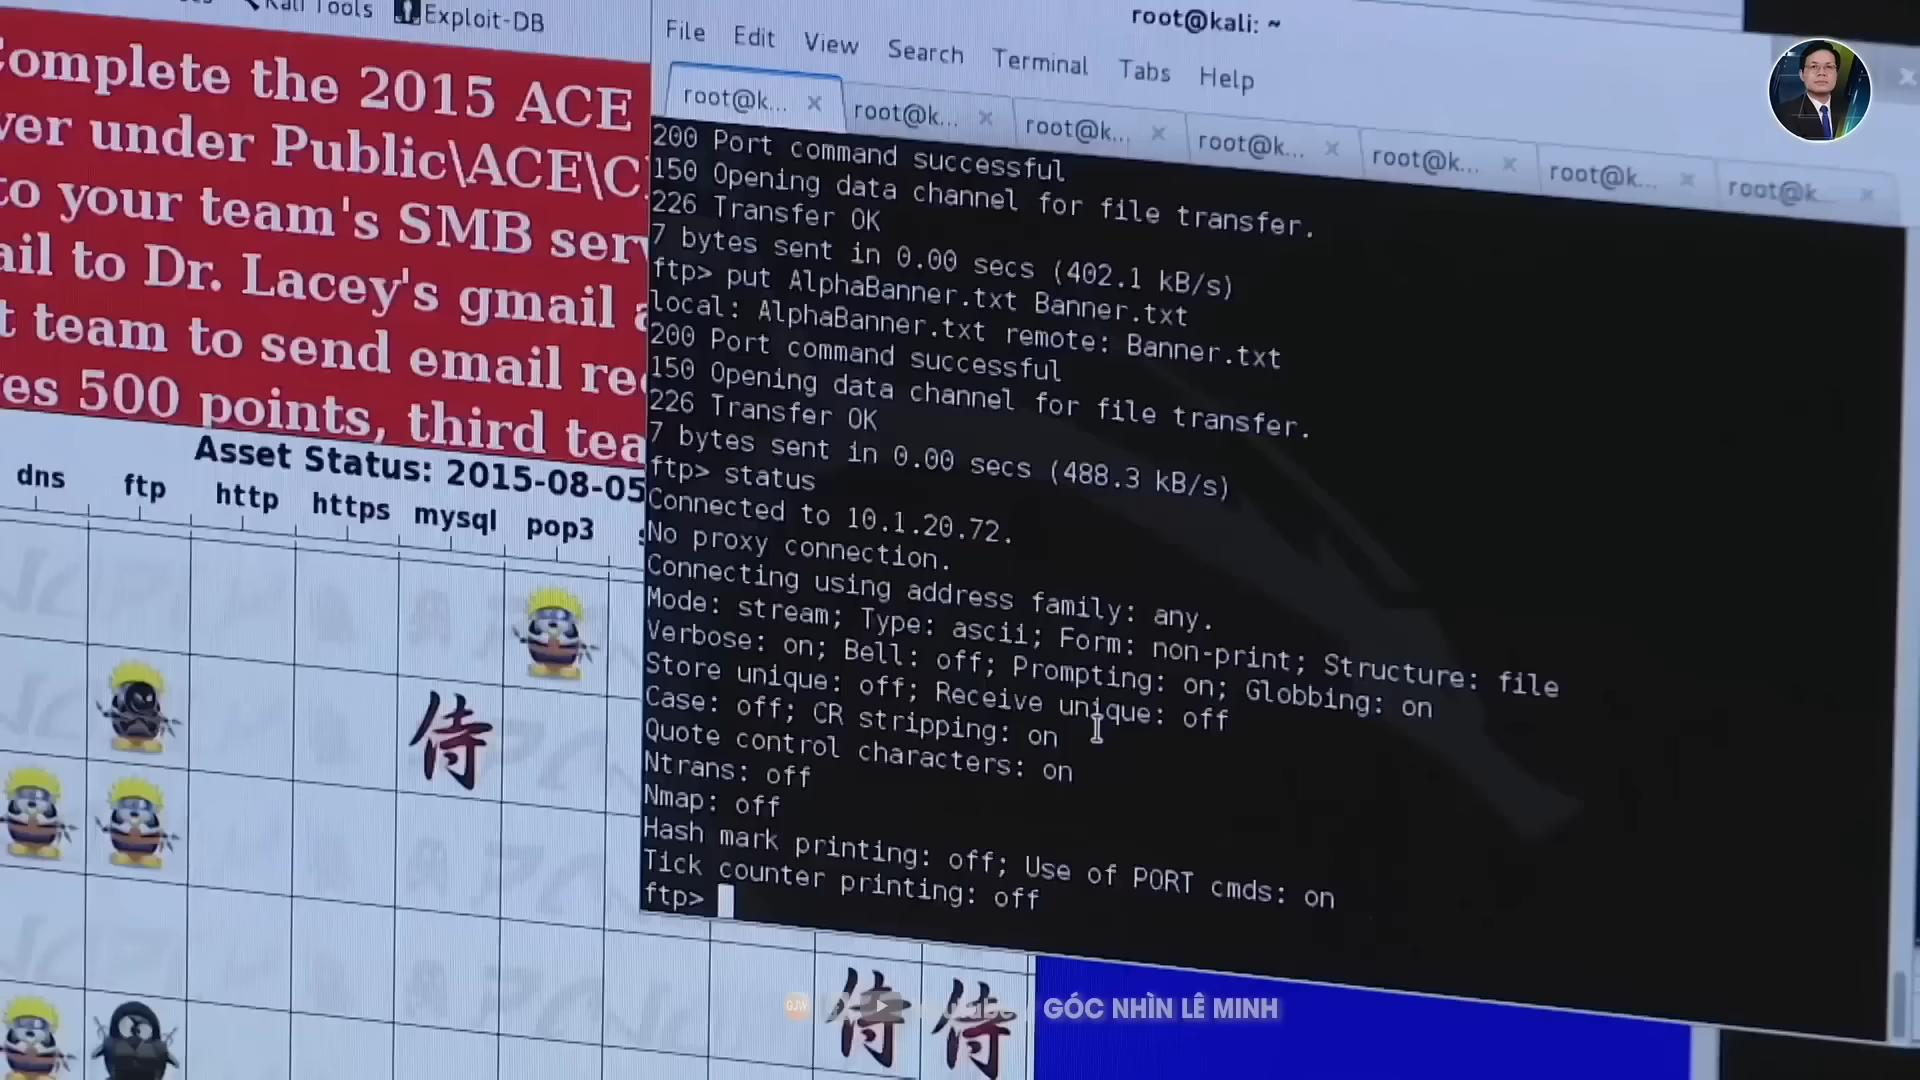 Kali Tools
Exploit-DB
Complete the 2015 ACE
ver under Public\ACE\C
to your team's SMB serv
ail to Dr. Lacey's gmail a
t team to send email re
es 500 points, third tea
Asset Status: 2015-08-05
dns ftp http https mysql pop3
侍
侍 侍
root@kali: ~
File Edit View Search Terminal Tabs Help
root@k... root@k... root@k... root@k... root@k... root@k... root@k...
200 Port command successful
150 Opening data channel for file transfer.
226 Transfer OK
7 bytes sent in 0.00 secs (402.1 kB/s)
ftp> put AlphaBanner.txt Banner.txt
local: AlphaBanner.txt remote: Banner.txt
200 Port command successful
150 Opening data channel for file transfer.
226 Transfer OK
7 bytes sent in 0.00 secs (488.3 kB/s)
ftp> status
Connected to 10.1.20.72.
No proxy connection.
Connecting using address family: any.
Mode: stream; Type: ascii; Form: non-print; Structure: file
Verbose: on; Bell: off; Prompting: on; Globbing: on
Store unique: off; Receive unique: off
Case: off; CR stripping: on
Quote control characters: on
Ntrans: off
Nmap: off
Hash mark printing: off; Use of PORT cmds: on
Tick counter printing: off
ftp>
GÓC NHÌN LÊ MINH